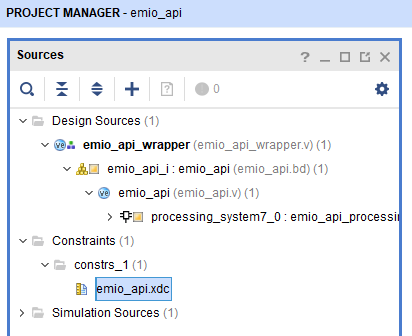 PROJECT MANAGER - emio_api
Sources
? _
0
Design Sources (1)
emio_api_wrapper (emio_api_wrapper.v) (1)
emio_api_i : emio_api (emio_api.bd) (1)
emio_api (emio_api.v) (1)
processing_system7_0 : emio_api_processin
Constraints (1)
constrs_1 (1)
emio_api.xdc
Simulation Sources (1)